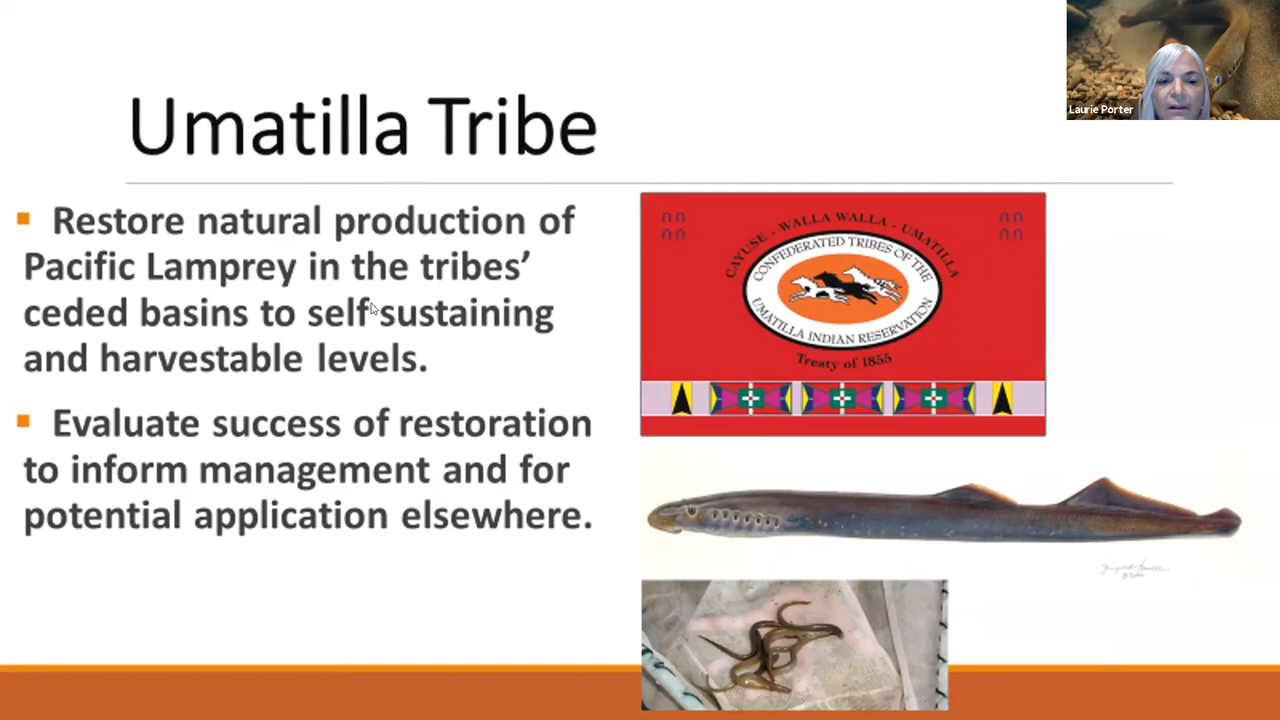 Laurie Porter
Umatilla Tribe
Restore natural production of
Pacific Lamprey in the tribes’
ceded basins to self-sustaining
and harvestable levels.
Evaluate success of restoration
to inform management and for
potential application elsewhere.
CAYUSE - WALLA WALLA - UMATILLA
CONFEDERATED TRIBES OF THE
UMATILLA INDIAN RESERVATION
Treaty of 1855